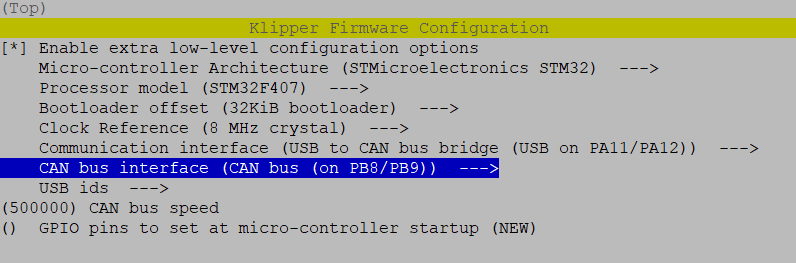 (Top)
Klipper Firmware Configuration
[*] Enable extra low-level configuration options
Micro-controller Architecture (STMicroelectronics STM32)  --->
Processor model (STM32F407)  --->
Bootloader offset (32KiB bootloader)  --->
Clock Reference (8 MHz crystal)  --->
Communication interface (USB to CAN bus bridge (USB on PA11/PA12))  --->
CAN bus interface (CAN bus (on PB8/PB9))  --->
USB ids  --->
(500000) CAN bus speed
()  GPIO pins to set at micro-controller startup (NEW)